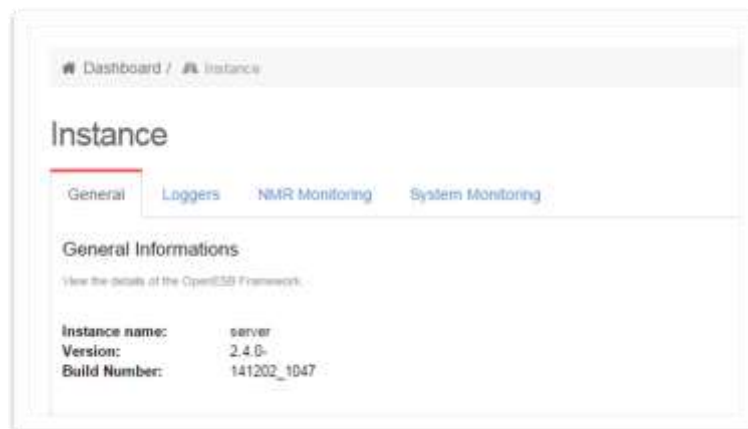 Dashboard / Instance
Instance
General Loggers NMR Monitoring System Monitoring
General Informations
View the details of the OpenESB Framework.
Instance name: server
Version: 2.4.0-
Build Number: 141202_1047